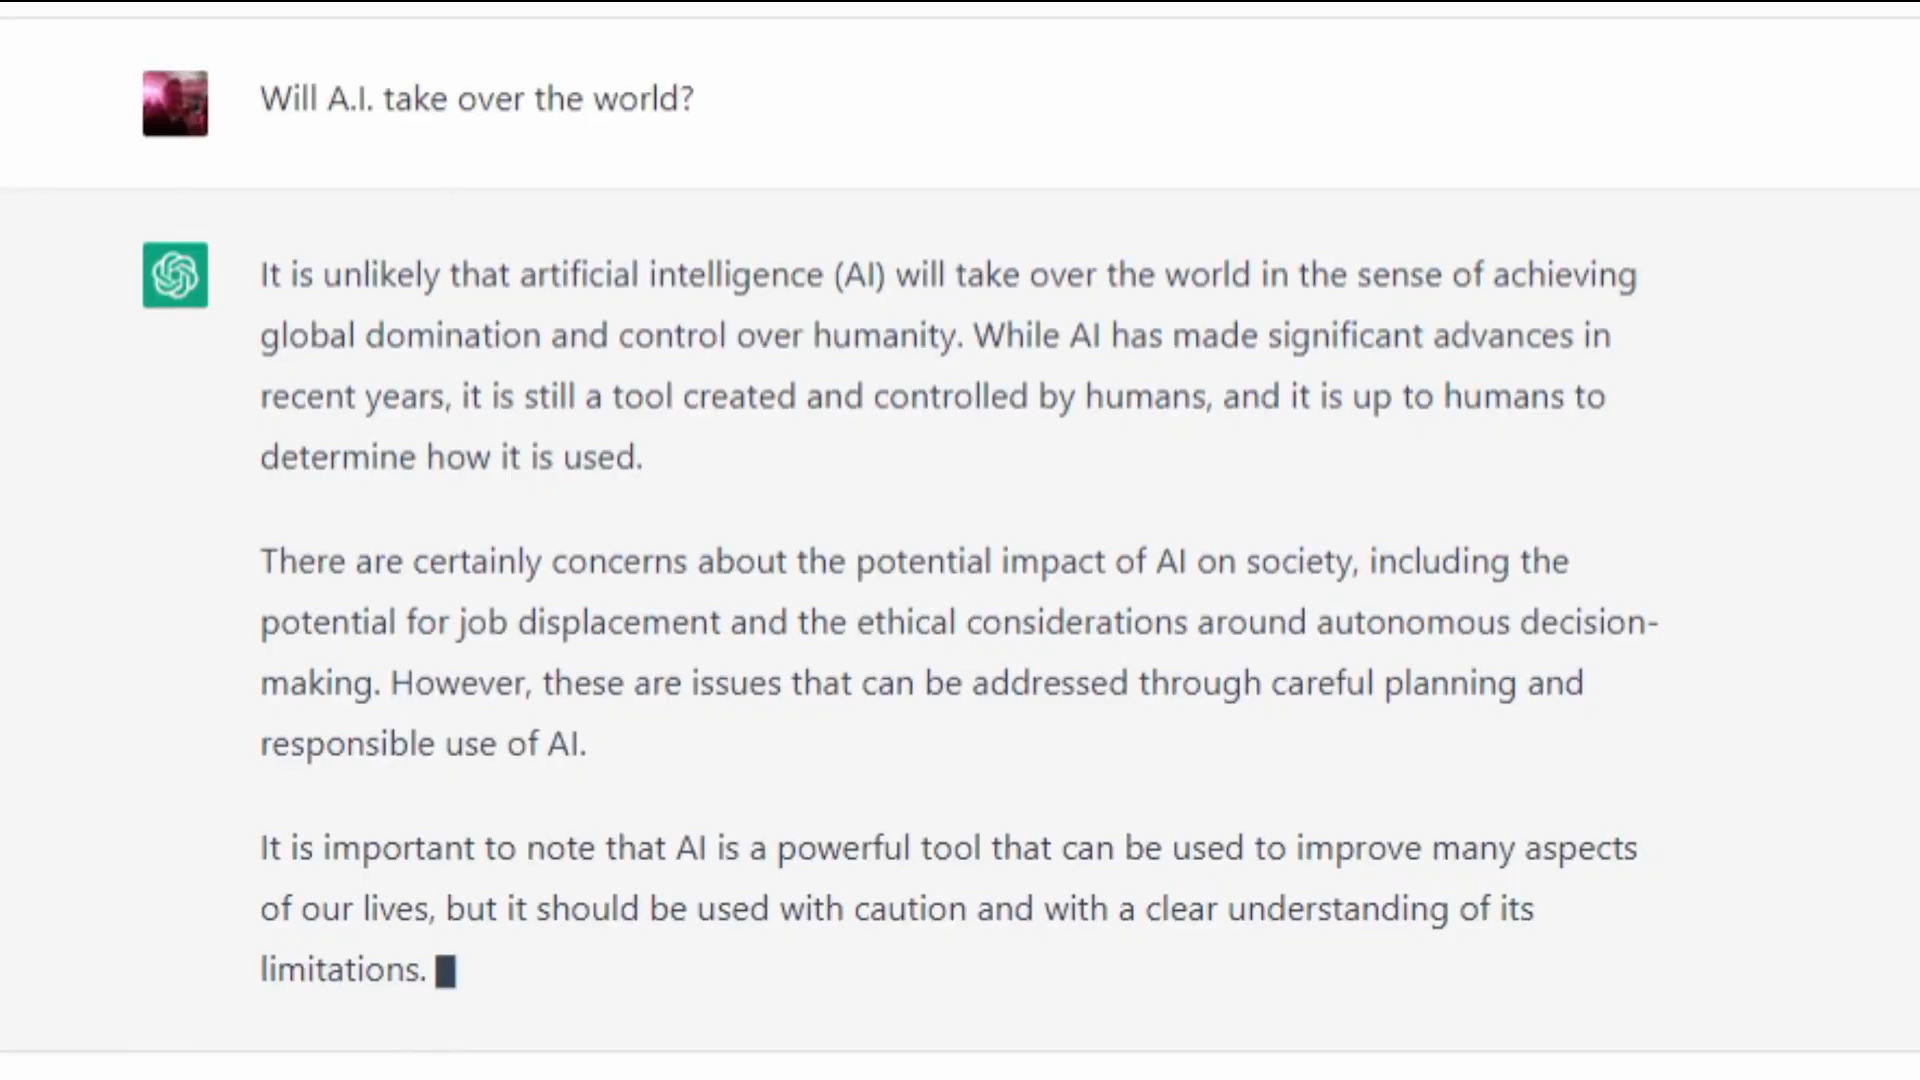 Will A.I. take over the world?
It is unlikely that artificial intelligence (AI) will take over the world in the sense of achieving
global domination and control over humanity. While AI has made significant advances in
recent years, it is still a tool created and controlled by humans, and it is up to humans to
determine how it is used.
There are certainly concerns about the potential impact of AI on society, including the
potential for job displacement and the ethical considerations around autonomous decision-
making. However, these are issues that can be addressed through careful planning and
responsible use of AI.
It is important to note that AI is a powerful tool that can be used to improve many aspects
of our lives, but it should be used with caution and with a clear understanding of its
limitations.